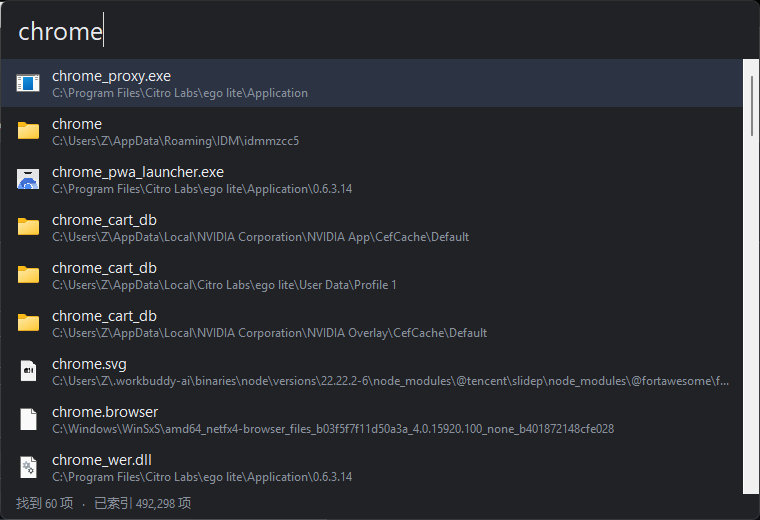 chrome
chrome_proxy.exe
C:\Program Files\Citro Labs\ego lite\Application
chrome
C:\Users\Z\AppData\Roaming\IDM\idmmzcc5
chrome_pwa_launcher.exe
C:\Program Files\Citro Labs\ego lite\Application\0.6.3.14
chrome_cart_db
C:\Users\Z\AppData\Local\NVIDIA Corporation\NVIDIA App\CefCache\Default
chrome_cart_db
C:\Users\Z\AppData\Local\Citro Labs\ego lite\User Data\Profile 1
chrome_cart_db
C:\Users\Z\AppData\Local\NVIDIA Corporation\NVIDIA Overlay\CefCache\Default
chrome.svg
C:\Users\Z\.workbuddy-ai\binaries\node\versions\22.22.2-6\node_modules\@tencent\slidep\node_modules\@fortawesome\f...
chrome.browser
C:\Windows\WinSxS\amd64_netfx4-browser_files_b03f5f7f11d50a3a_4.0.15920.100_none_b401872148cfe028
chrome_wer.dll
C:\Program Files\Citro Labs\ego lite\Application\0.6.3.14
找到 60 项 · 已索引 492,298 项